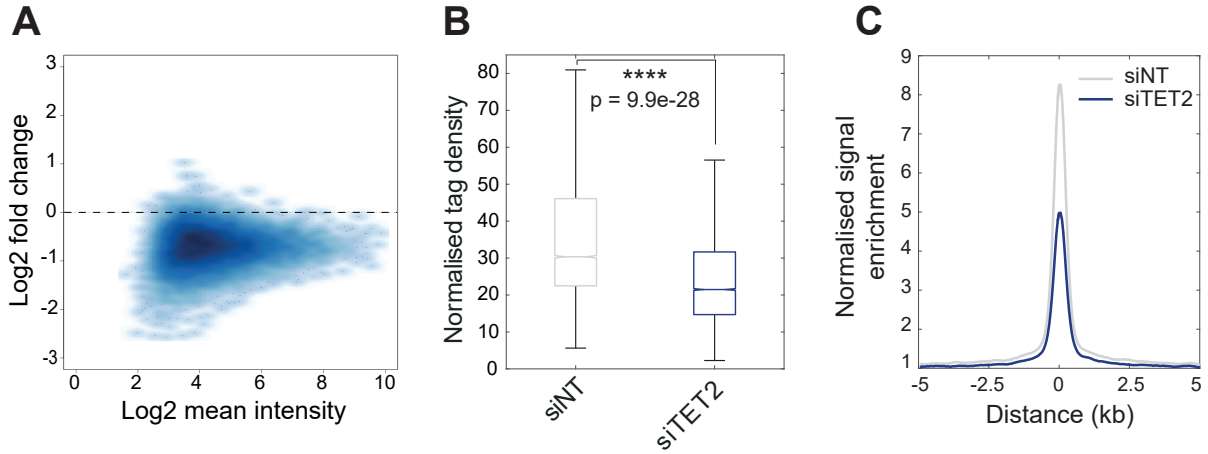 A
Log2 fold change
3
2
1
0
-1
-2
-3
0
2
4
6
8
10
Log2 mean intensity
B
Normalised tag density
80
70
60
50
40
30
20
10
0
****
p = 9.9e-28
siNT
siTET2
C
Normalised signal
enrichment
9
8
7
6
5
4
3
2
1
siNT
siTET2
-5
-2.5
0
2.5
5
Distance (kb)